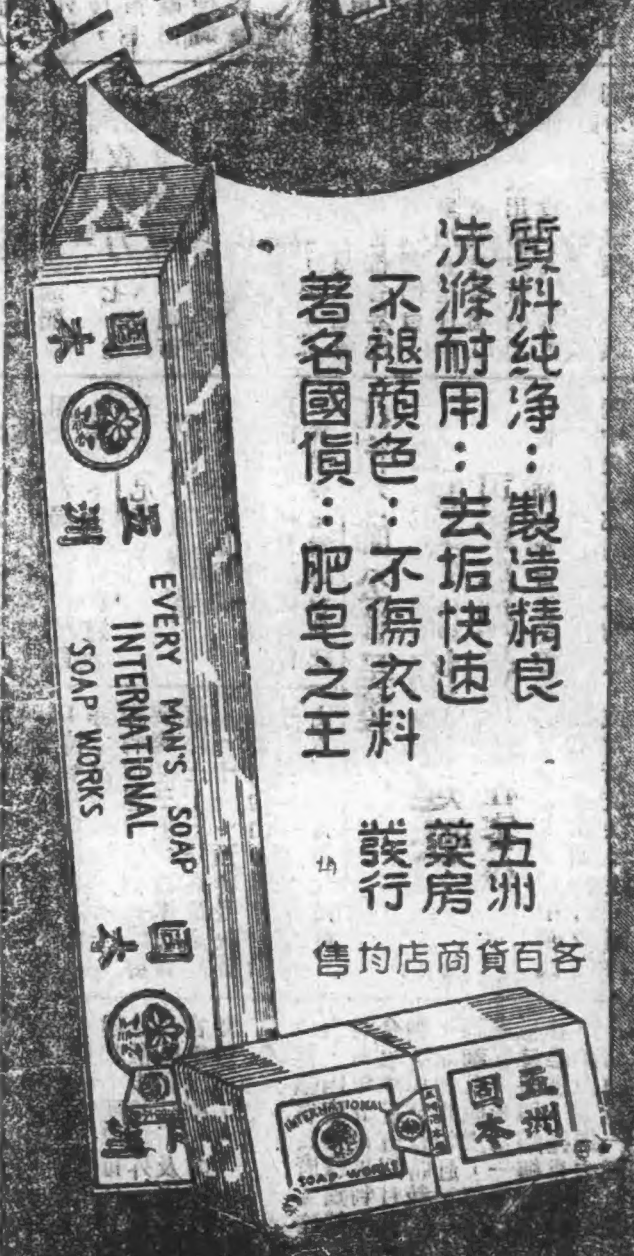 質料純淨：製造精良
洗滌耐用：去垢快速
不褪顏色：不傷衣料
著名國貨：肥皂之王
五洲
藥房
發行
各百貨商店均售
固本
五洲
EVERY MAN'S SOAP
INTERNATIONAL
SOAP WORKS
固本
INTERNATIONAL
SOAP WORKS
五洲
固本